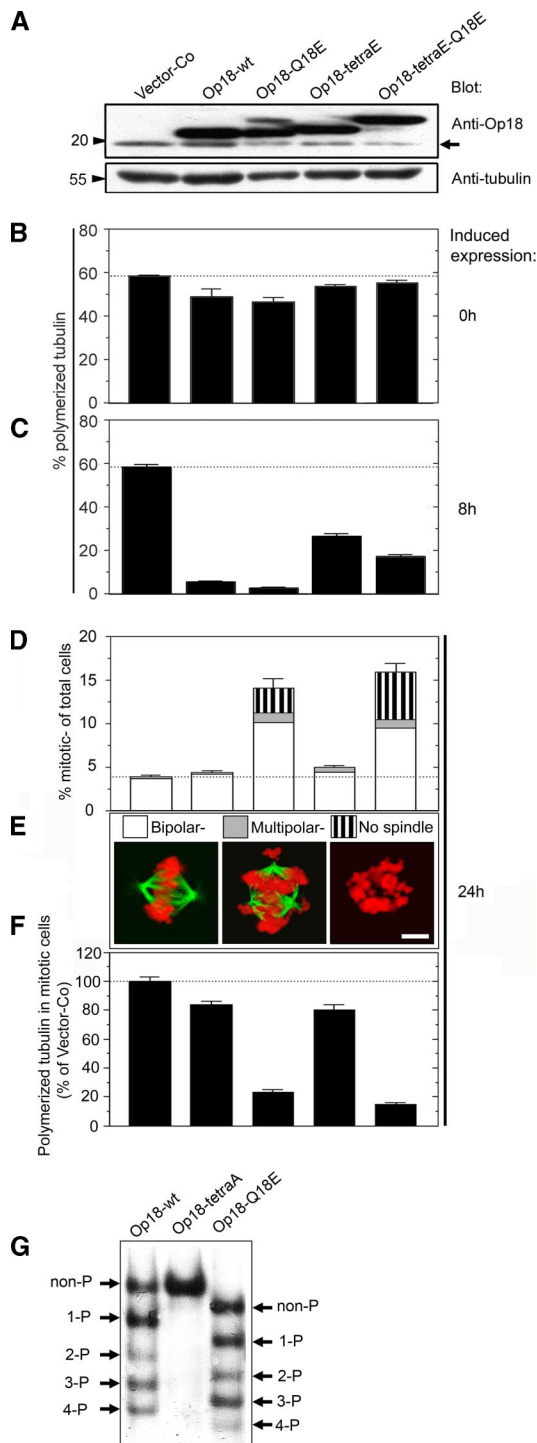 A
Vector-Co
Op18-wt
Op18-Q18E
Op18-tetraE
Op18-tetraE-Q18E
Blot:
20
Anti-Op18
55
Anti-tubulin
B
Induced expression:
80
60
40
20
0
0h
% polymerized tubulin
C
80
60
40
20
0
8h
D
20
15
10
5
0
% mitotic- of total cells
E
Bipolar-
Multipolar-
No spindle
24h
F
120
100
80
60
40
20
0
Polymerized tubulin in mitotic cells
(% of Vector-Co)
G
Op18-wt
Op18-tetraA
Op18-Q18E
non-P
1-P
2-P
3-P
4-P
non-P
1-P
2-P
3-P
4-P